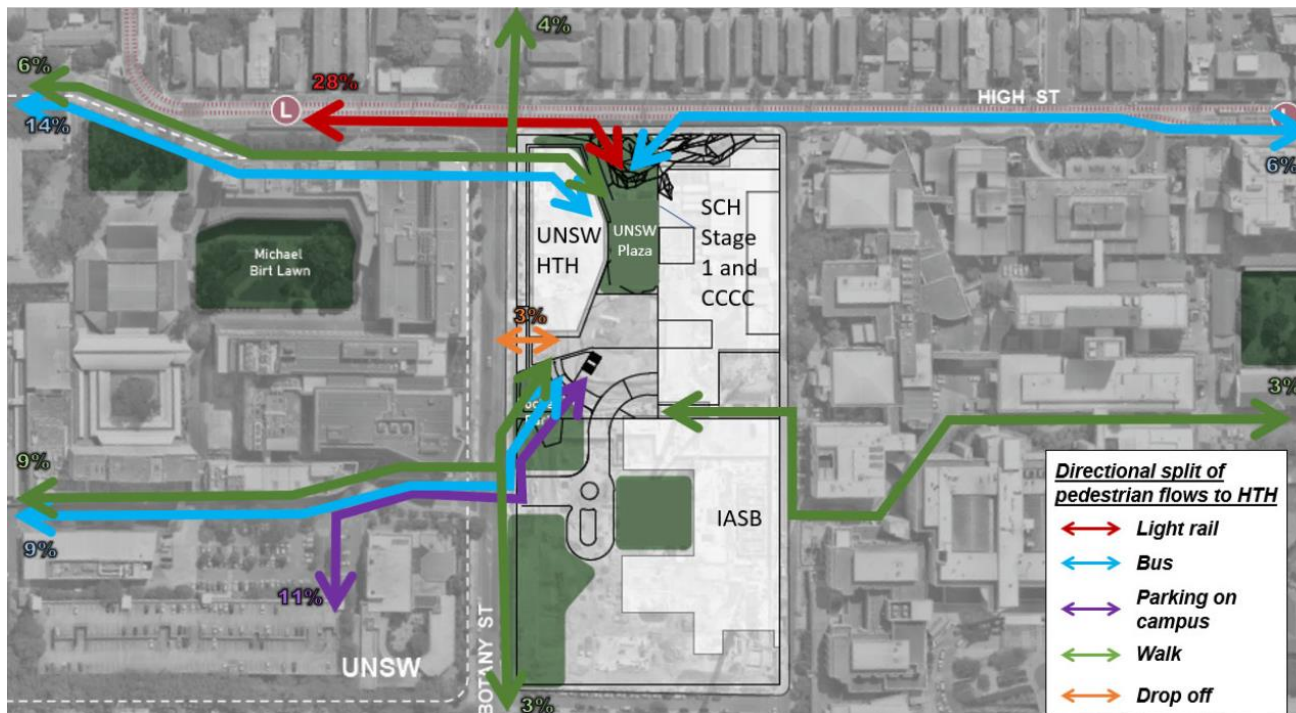 4%
6%
28%
HIGH ST
L
L
14%
6%
UNSW
HTH
UNSW
Plaza
SCH
Stage
1 and
CCCC
Michael
Birt Lawn
3%
3%
9%
9%
11%
IASB
UNSW
BOTANY ST
3%
Directional split of
pedestrian flows to HTH
Light rail
Bus
Parking on
campus
Walk
Drop off